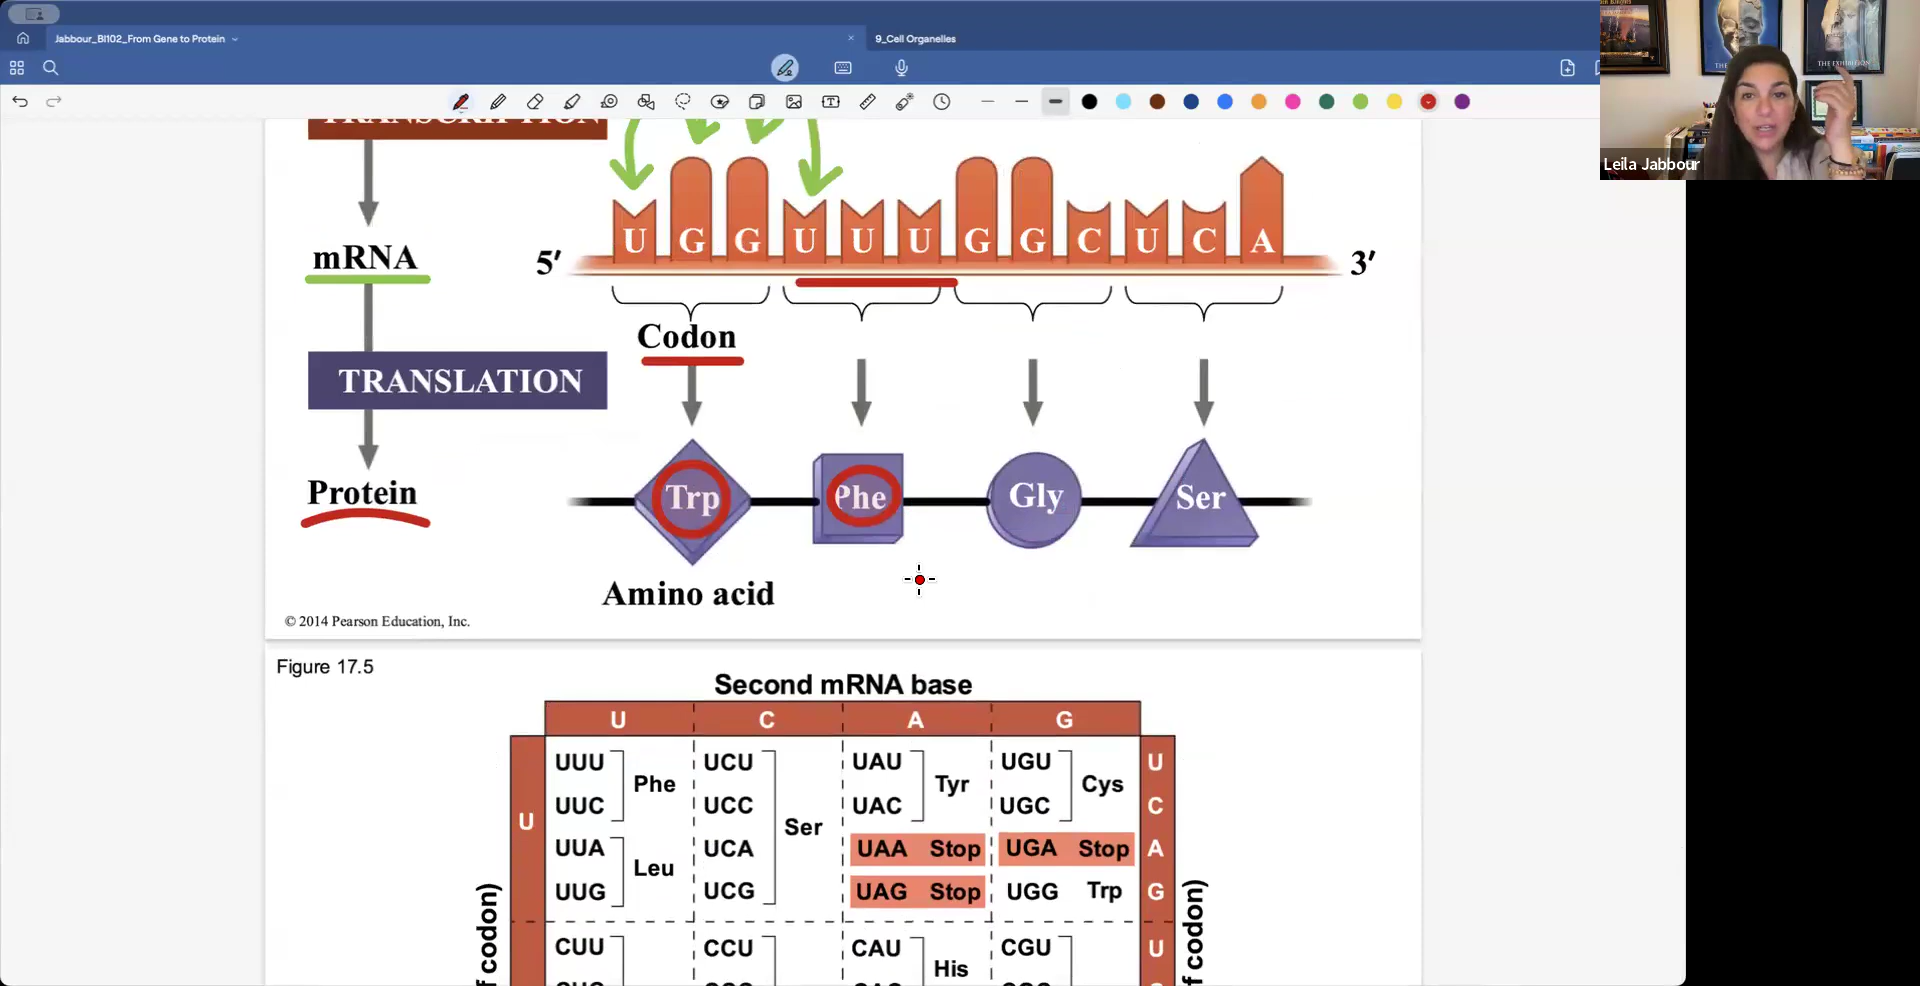 Jabbour_BI102_From Gene to Protein
9_Cell Organelles
THE EXHIBITION
Leila Jabbour
TRANSCRIPTION
mRNA
5′ U G G U U U G G C U C A 3′
Codon
TRANSLATION
Protein
Trp Phe Gly Ser
Amino acid
© 2014 Pearson Education, Inc.
Figure 17.5
Second mRNA base
U C A G
UUU Phe UCU Ser UAU Tyr UGU Cys U
UUC UCC UAC UGC C
U UUA Leu UCA UAA Stop UGA Stop A
UUG UCG UAG Stop UGG Trp G
CUU CCU CAU His CGU U
codon)
codon)